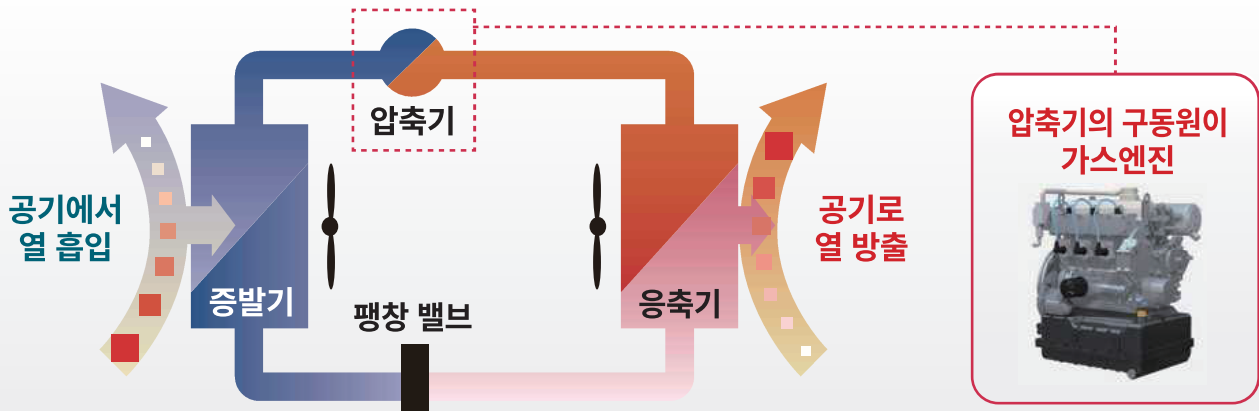 압축기
압축기의 구동원이
가스엔진
공기에서
열 흡입
공기로
열 방출
증발기
팽창 밸브
응축기